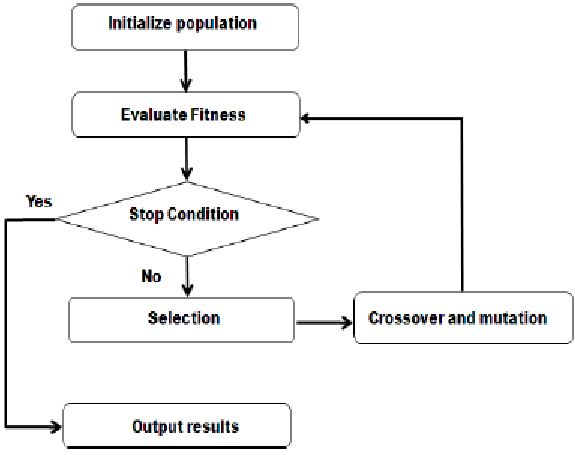 Initialize population
Evaluate Fitness
Yes
Stop Condition
No
Selection
Crossover and mutation
Output results